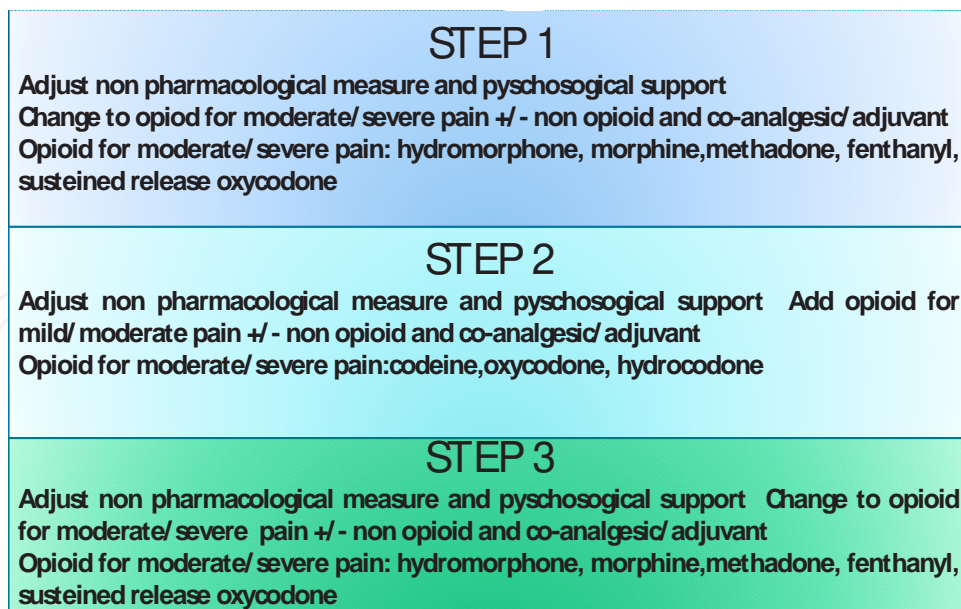 STEP 1
Adjust non pharmacological measure and pyschosogical support
Change to opiod for moderate/ severe pain +/ - non opioid and co-analgesic/ adjuvant
Opioid for moderate/ severe pain: hydromorphone, morphine,methadone, fenthanyl,
susteined release oxycodone
STEP 2
Adjust non pharmacological measure and pyschosogical support Add opioid for
mild/ moderate pain +/ - non opioid and co-analgesic/ adjuvant
Opioid for moderate/ severe pain:codeine,oxycodone, hydrocodone
STEP 3
Adjust non pharmacological measure and pyschosogical support Change to opioid
for moderate/ severe pain +/ - non opioid and co-analgesic/ adjuvant
Opioid for moderate/ severe pain: hydromorphone, morphine,methadone, fenthanyl,
susteined release oxycodone